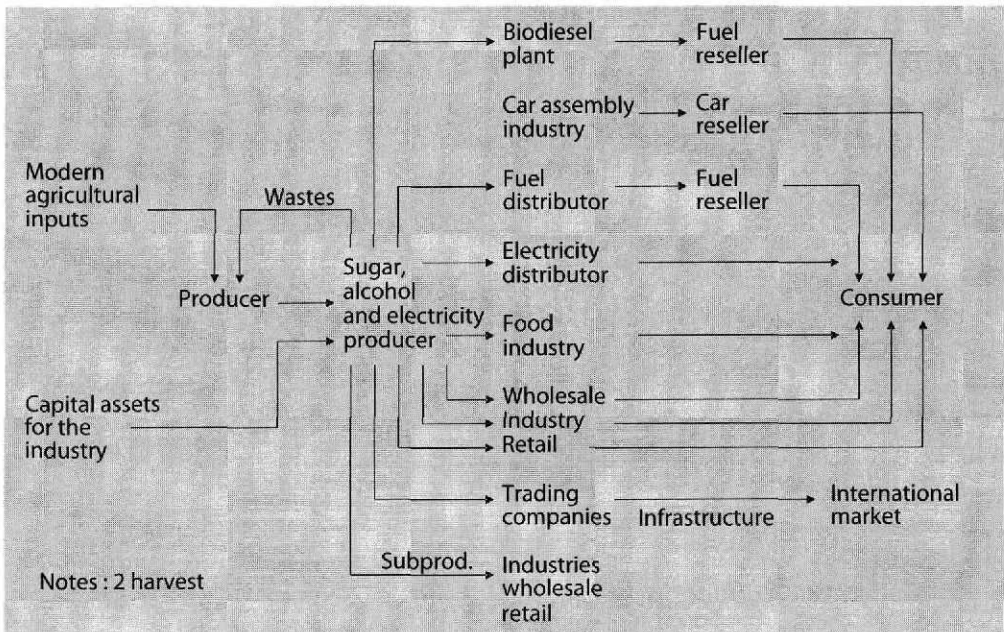 Biodiesel
plant
Fuel
reseller
Car assembly
industry
Car
reseller
Modern
agricultural
inputs
Wastes
Fuel
distributor
Fuel
reseller
Electricity
distributor
Producer
Sugar,
alcohol
and electricity
producer
Consumer
Food
industry
Capital assets
for the
industry
Wholesale
Industry
Retail
Trading
companies
Infrastructure
International
market
Subprod.
Industries
wholesale
retail
Notes : 2 harvest